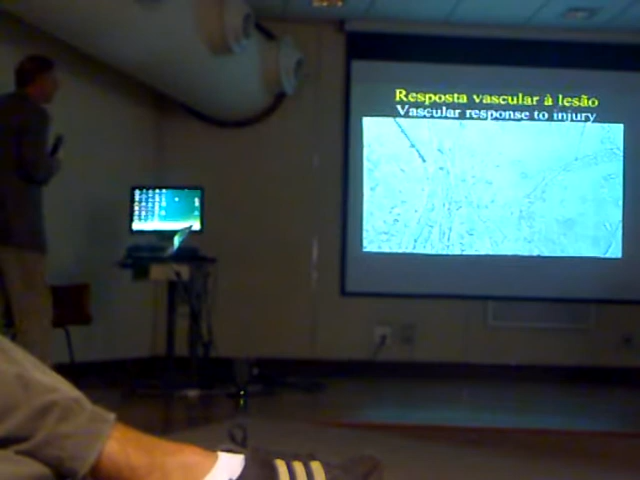 Resposta vascular à lesão
Vascular response to injury